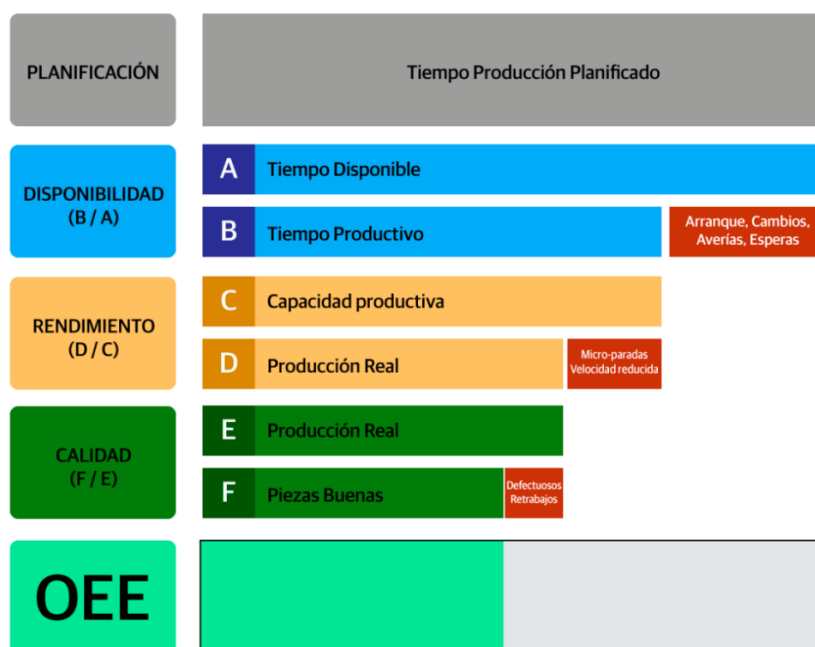 PLANIFICACIÓN
Tiempo Producción Planificado
DISPONIBILIDAD
(B / A)
A
Tiempo Disponible
B
Tiempo Productivo
Arranque, Cambios,
Averías, Esperas
RENDIMIENTO
(D / C)
C
Capacidad productiva
D
Producción Real
Micro-paradas
Velocidad reducida
CALIDAD
(F / E)
E
Producción Real
F
Piezas Buenas
Defectuosos
Retrabajos
OEE